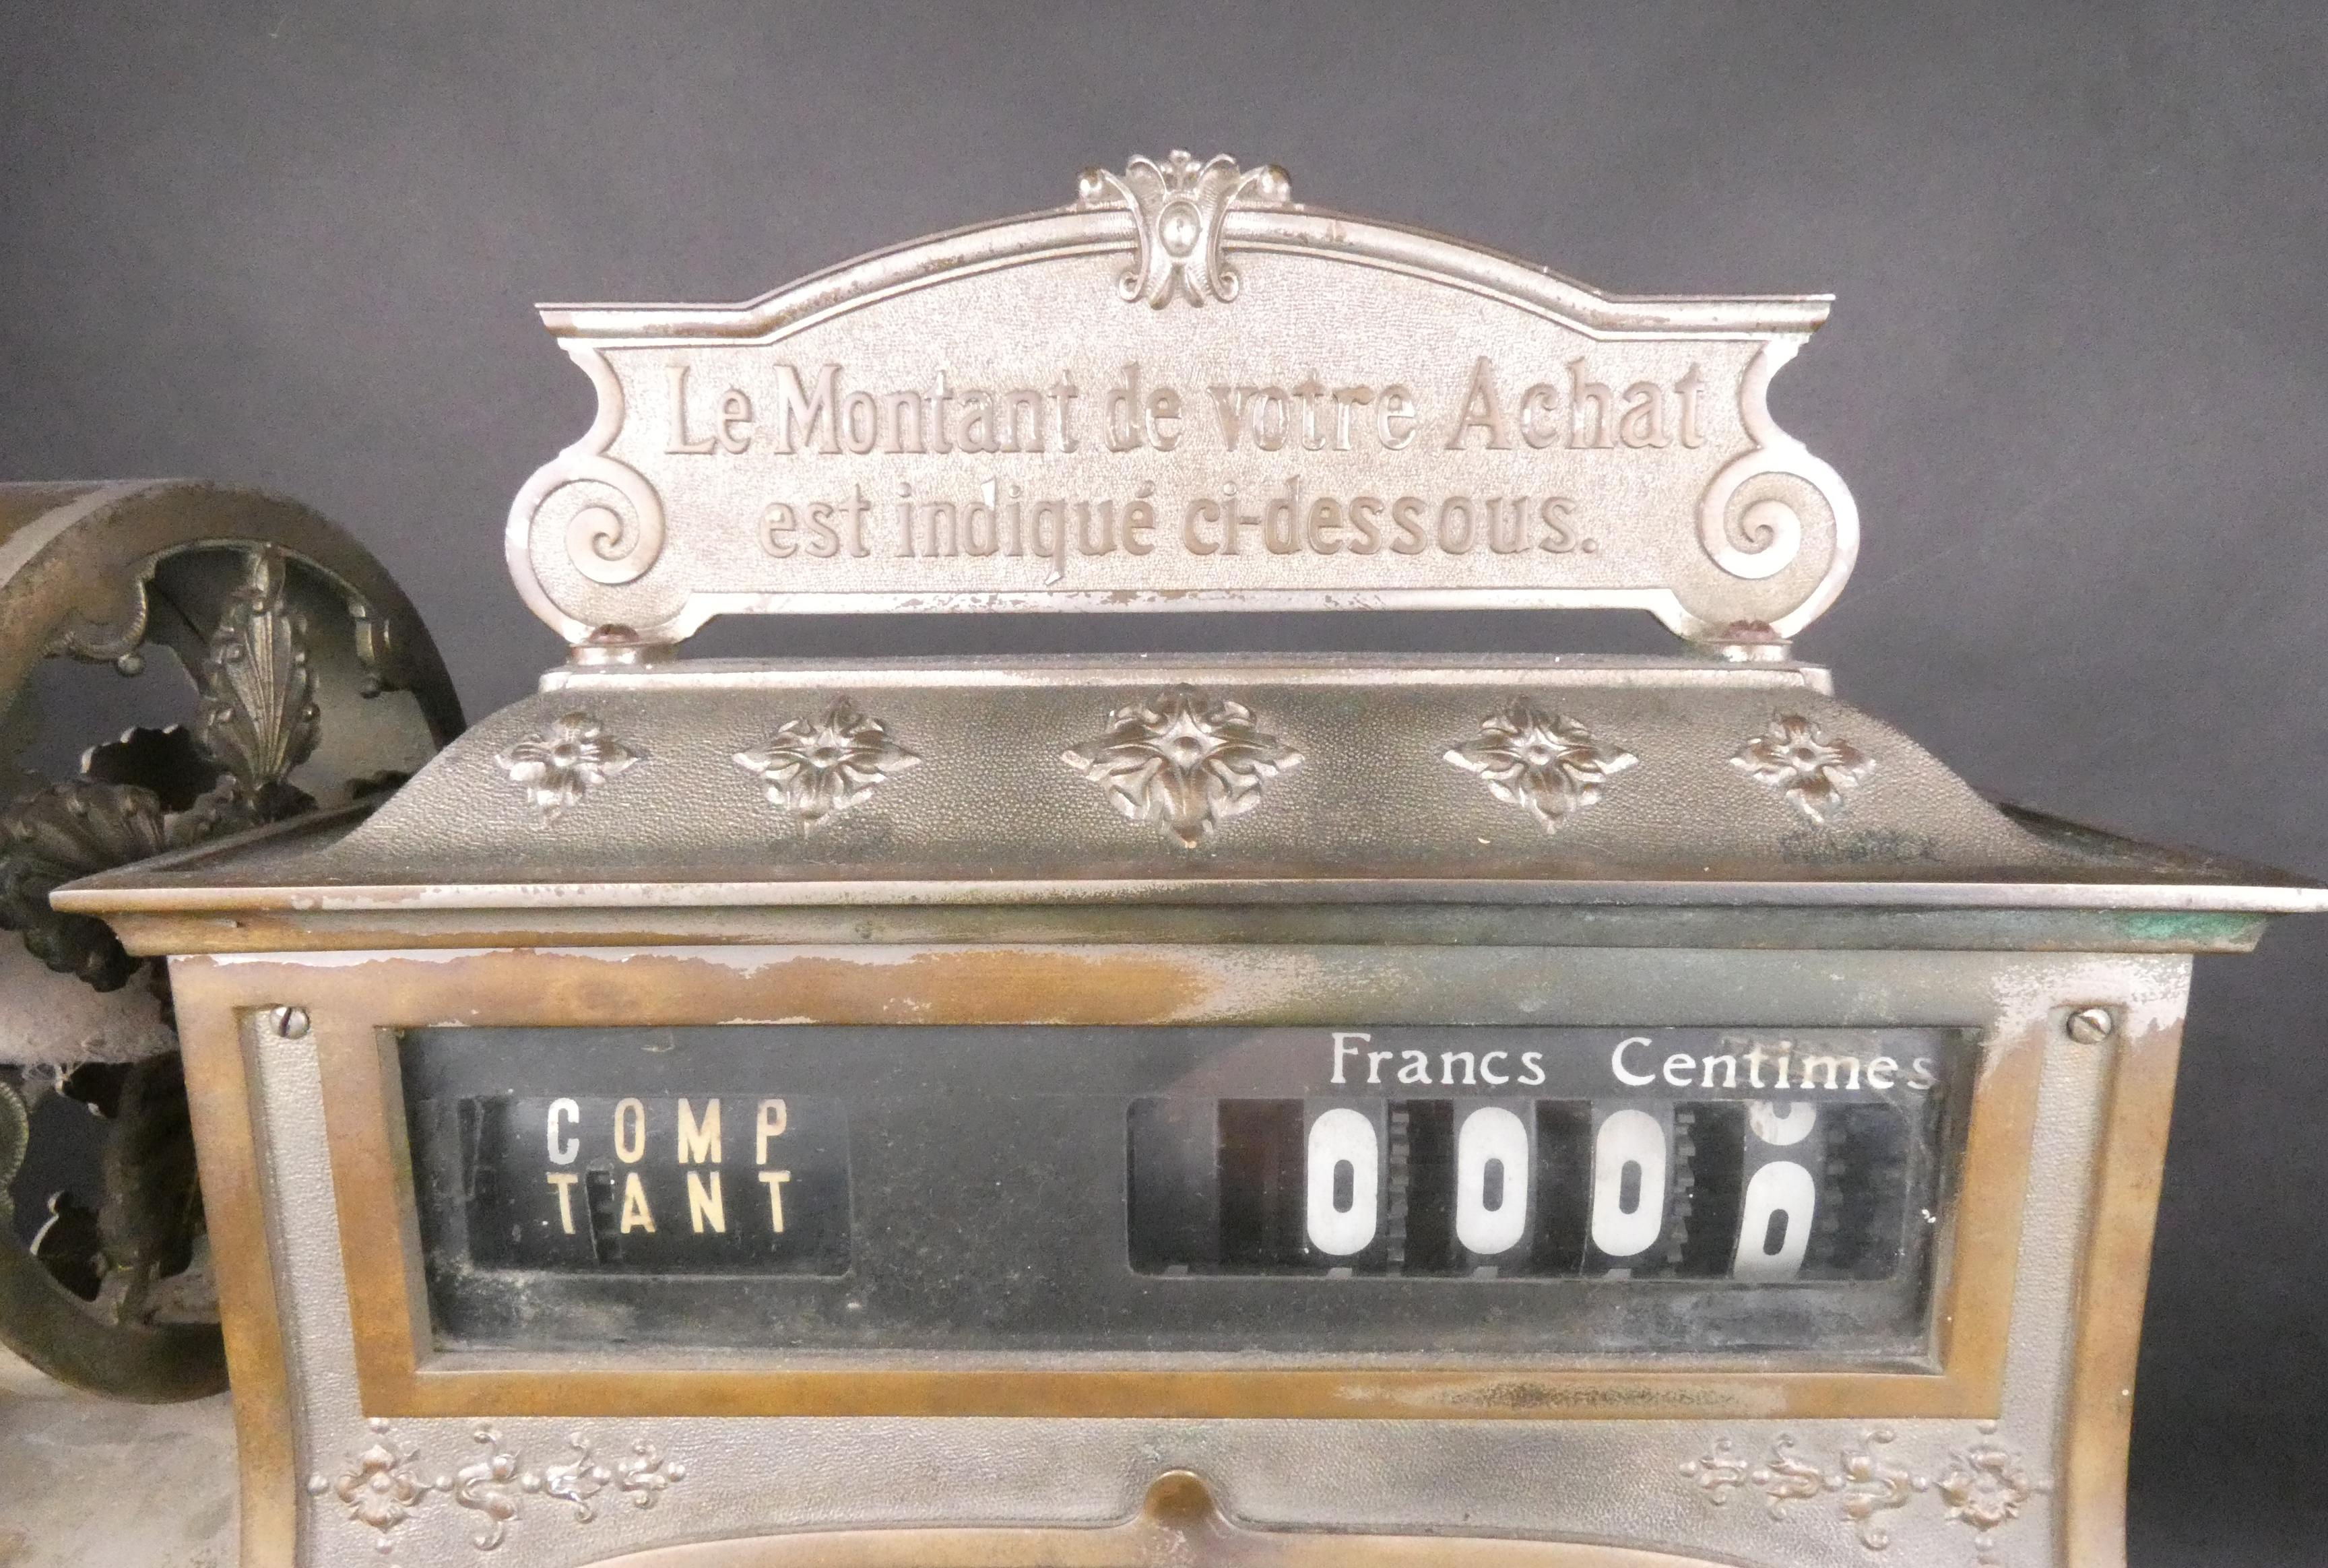 Le Montant de votre Achat
est indiqué ci-dessous.
Francs Centimes
COMP
TANT
0 0 0 0